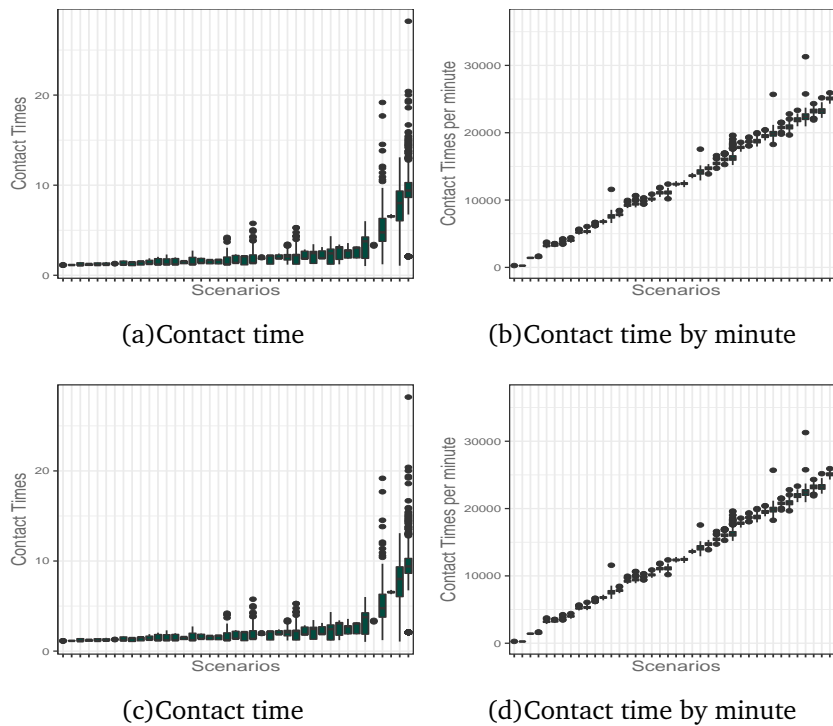 Contact Times
20
10
0
Scenarios
(a)Contact time
Contact Times per minute
30000
20000
10000
0
Scenarios
(b)Contact time by minute
Contact Times
20
10
0
Scenarios
(c)Contact time
Contact Times per minute
30000
20000
10000
0
Scenarios
(d)Contact time by minute